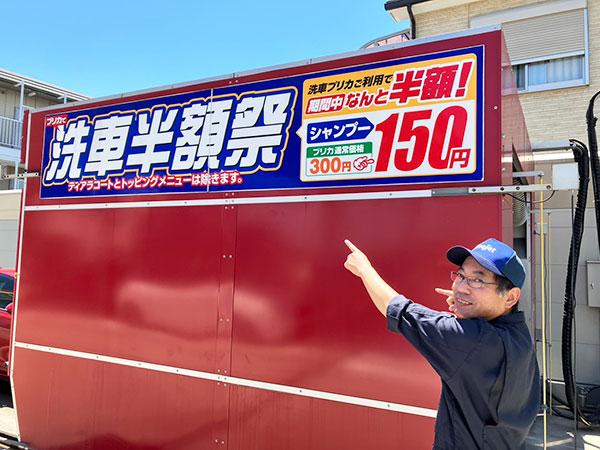 プリカで
洗車半額祭
ディアラコートとトッピングメニューは除きます。
洗車プリカご利用で
期間中なんと半額!
シャンプー
プリカ通常価格
300円
150円